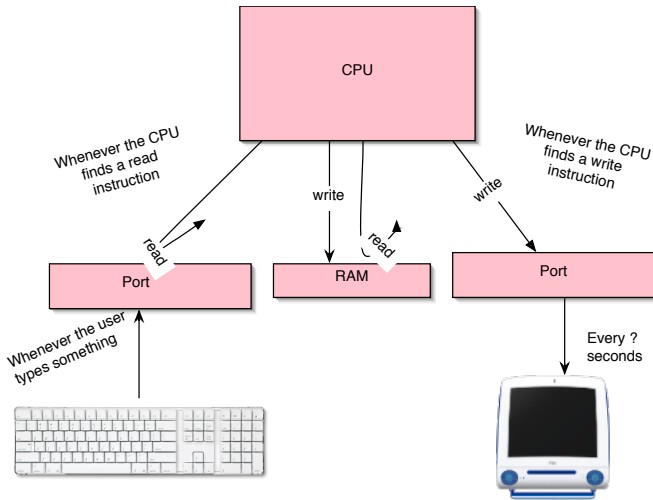 CPU
Whenever the CPU
finds a read
instruction
Whenever the CPU
finds a write
instruction
write
write
read
read
Port
RAM
Port
Whenever the user
types something
Every ?
seconds